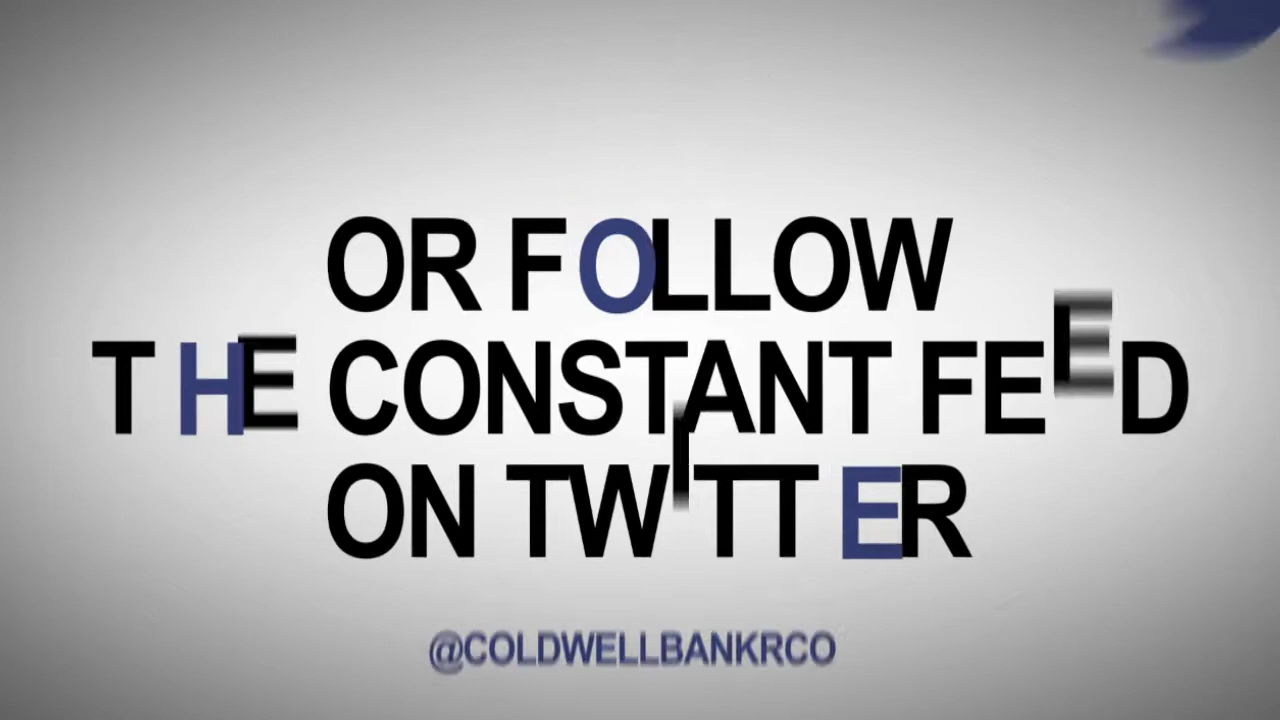 OR FOLLOW
THE CONSTANT FEED
ON TWITTER
@COLDWELLBANKRCO